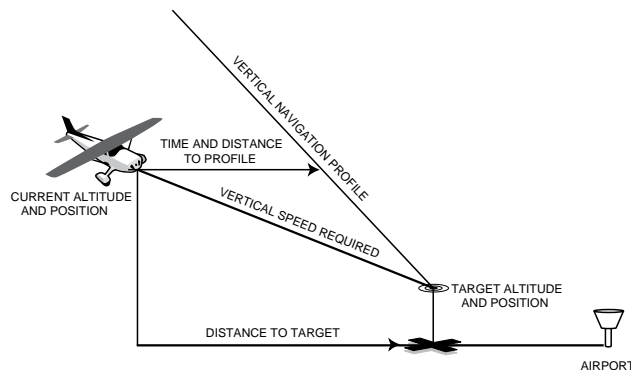 VERTICAL NAVIGATION PROFILE
TIME AND DISTANCE
TO PROFILE
CURRENT ALTITUDE
AND POSITION
VERTICAL SPEED REQUIRED
TARGET ALTITUDE
AND POSITION
DISTANCE TO TARGET
AIRPORT